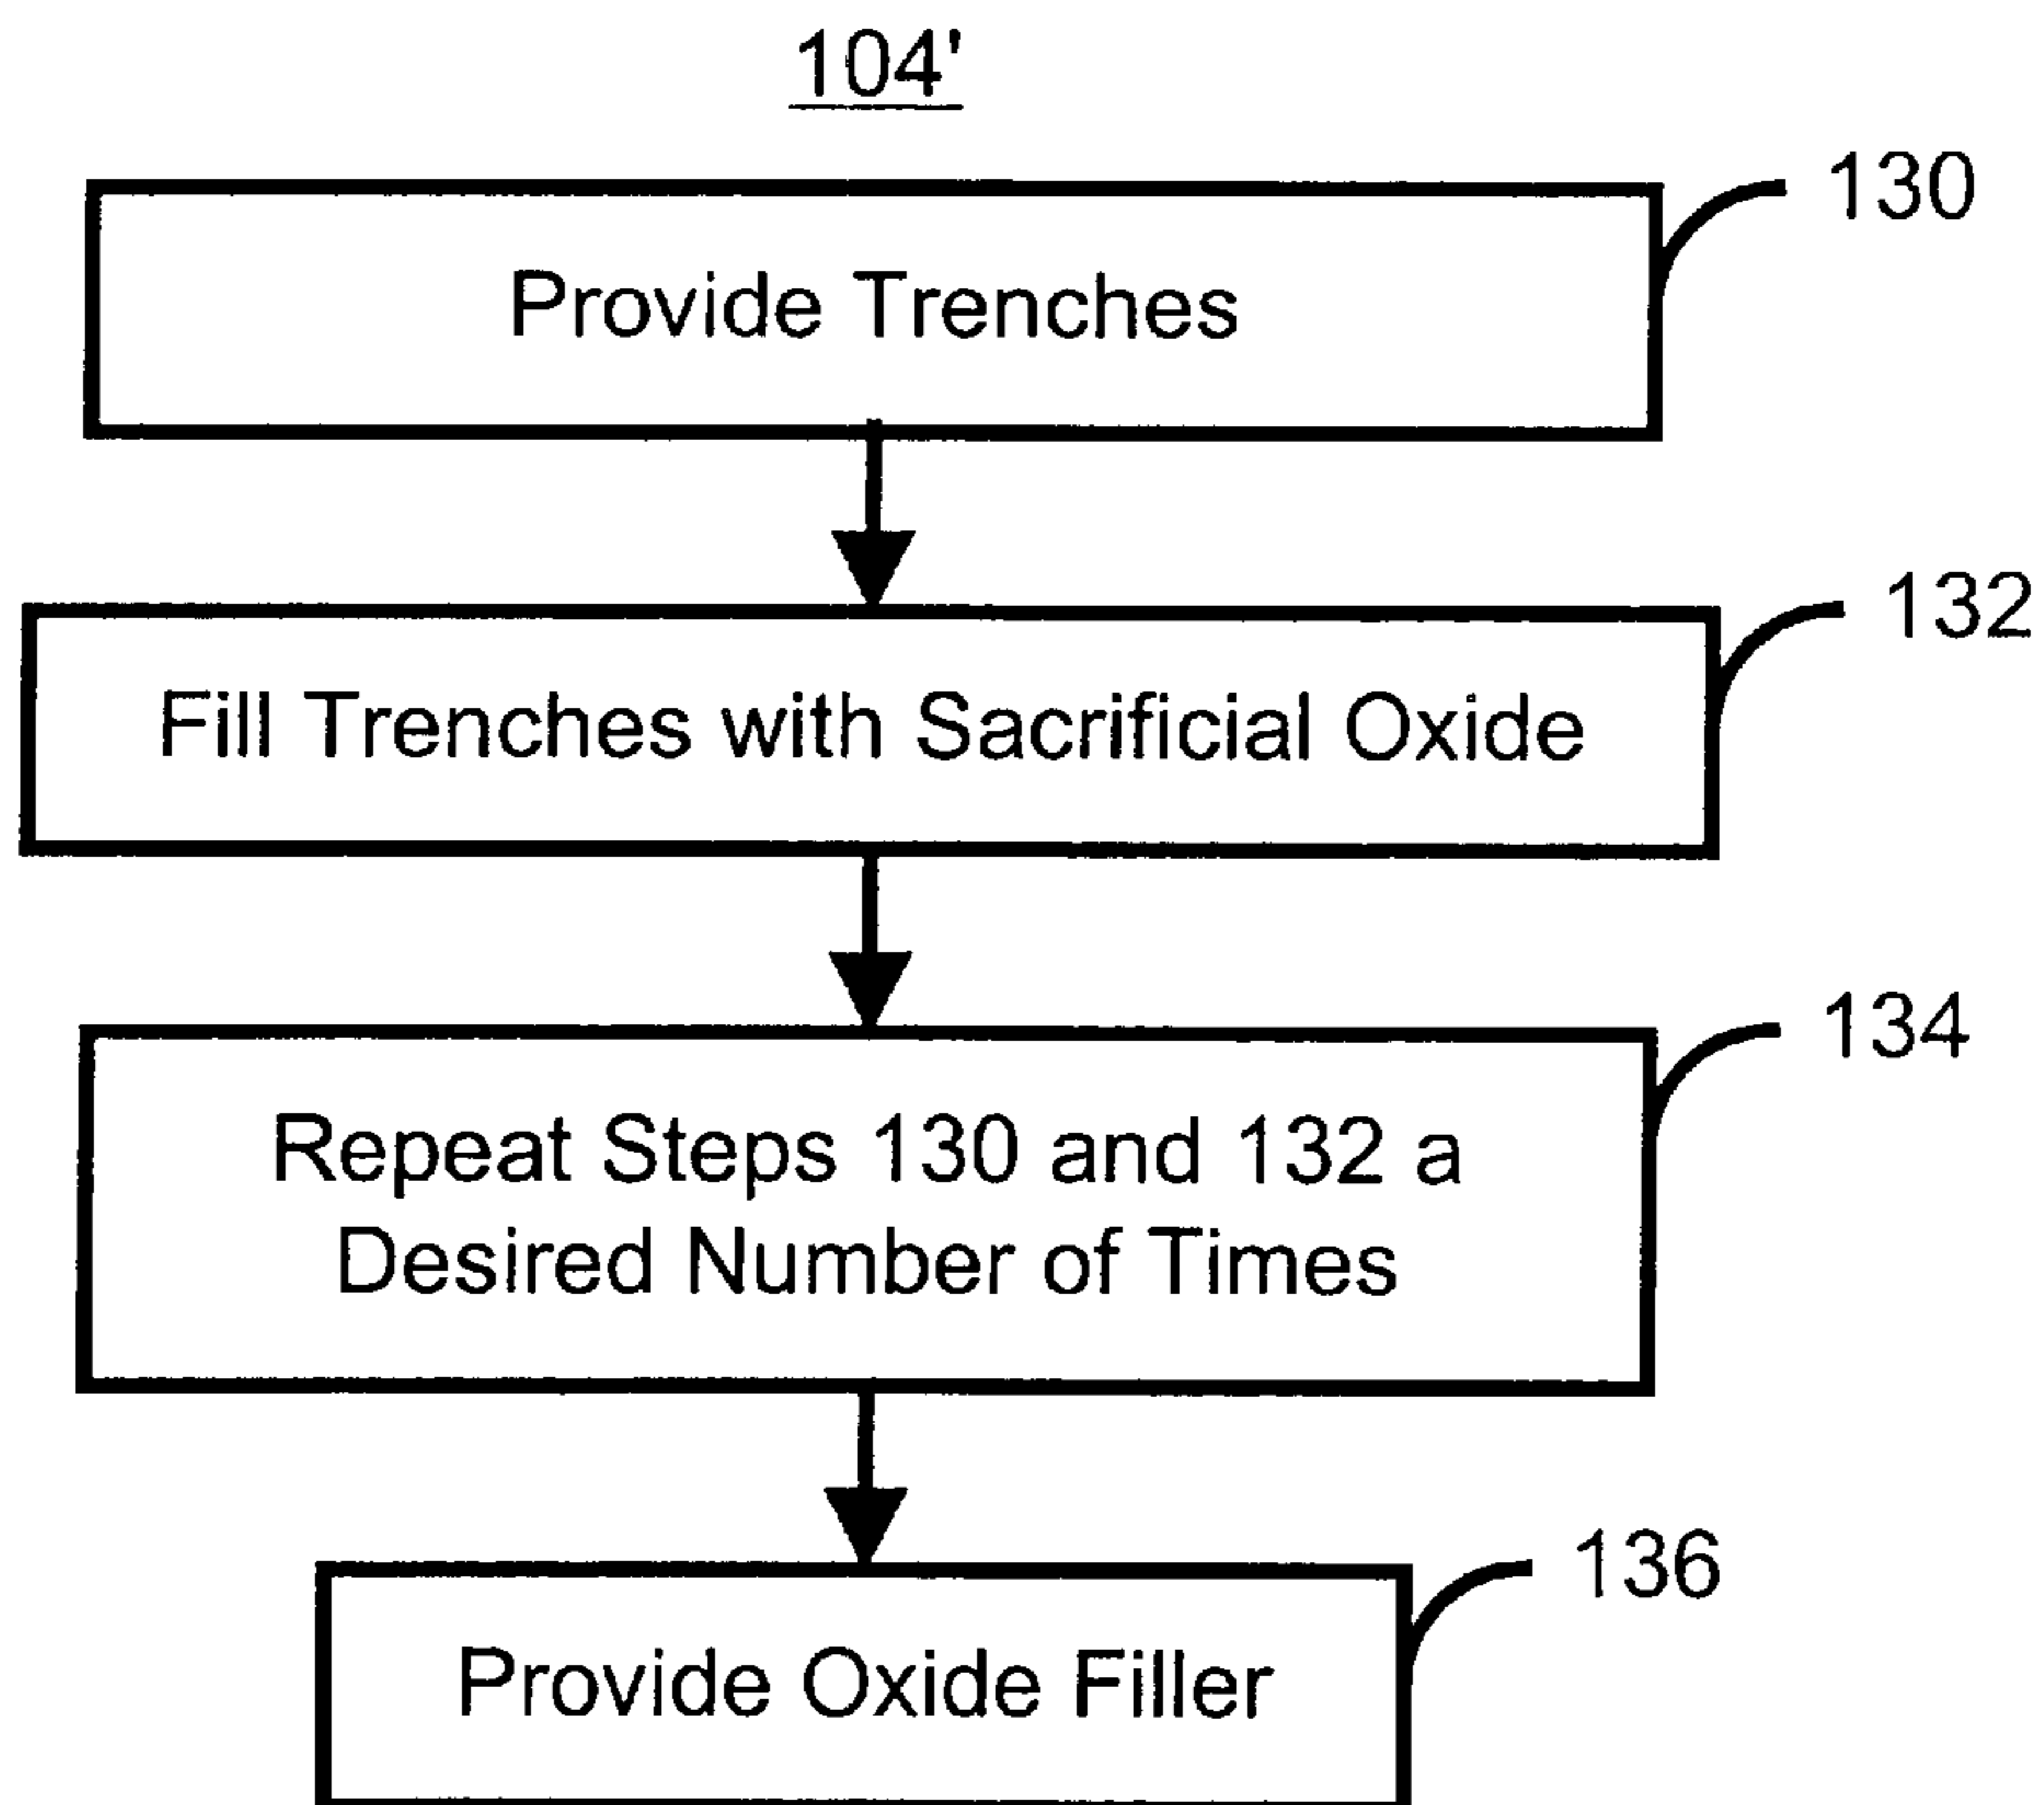 104'
130
Provide Trenches
132
Fill Trenches with Sacrificial Oxide
134
Repeat Steps 130 and 132 a
Desired Number of Times
136
Provide Oxide Filler